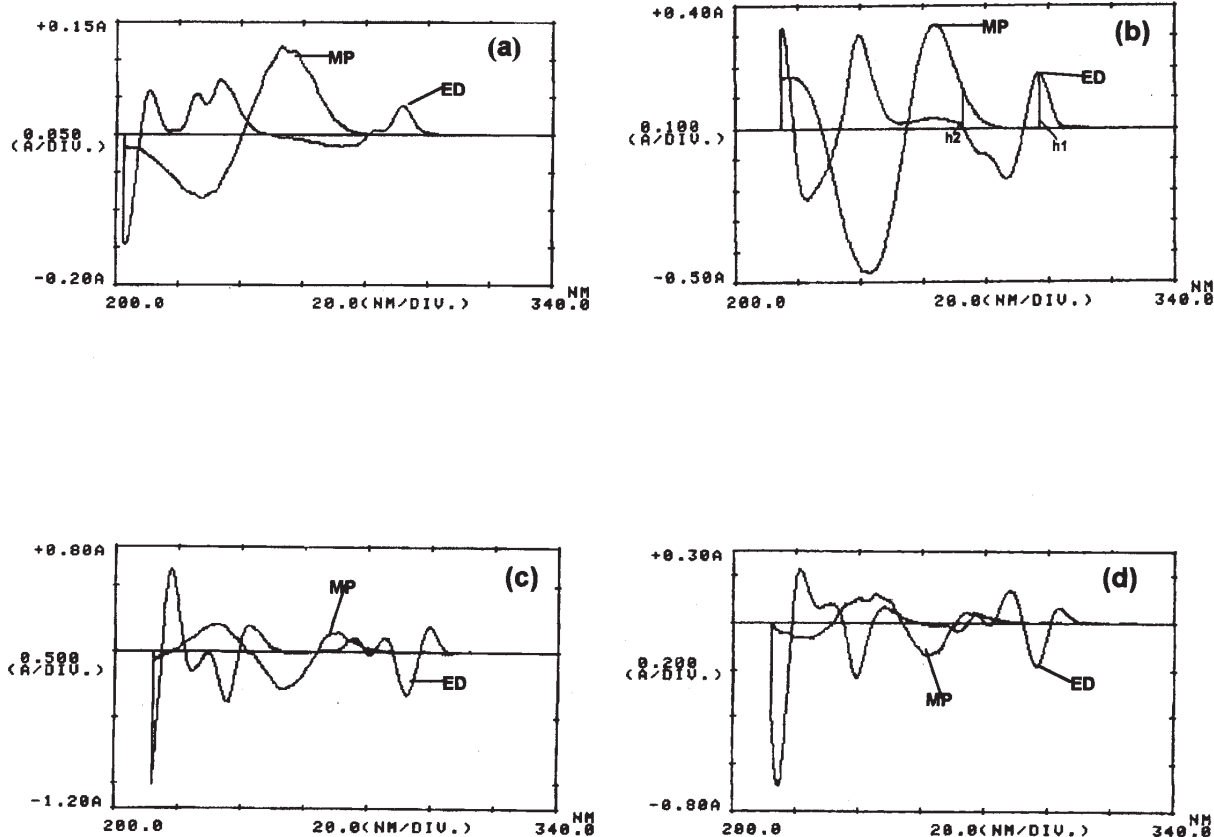 +0.15A
(a)
MP
ED
0.050
(A/DIV.)
-0.20A
200.0
20.0(NM/DIV.)
NM
340.0
+0.40A
(b)
MP
ED
0.100
(A/DIV.)
h2
h1
-0.50A
200.0
20.0(NM/DIV.)
NM
340.0
+0.80A
(c)
MP
0.500
(A/DIV.)
ED
-1.20A
200.0
20.0(NM/DIV.)
NM
340.0
+0.30A
(d)
0.200
(A/DIV.)
ED
MP
-0.80A
200.0
20.0(NM/DIV.)
NM
340.0